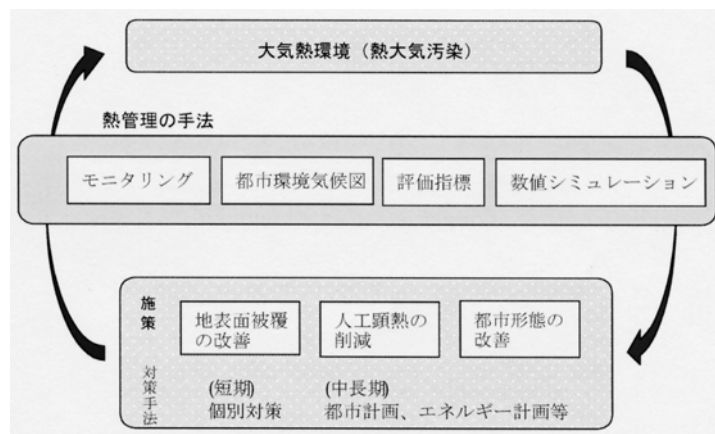 大気熱環境（熱大気汚染）
熱管理の手法
モニタリング
都市環境気候図
評価指標
数値シミュレーション
施策
地表面被覆
の改善
人工顕熱の
削減
都市形態の
改善
対策手法
(短期)
個別対策
(中長期)
都市計画、エネルギー計画等